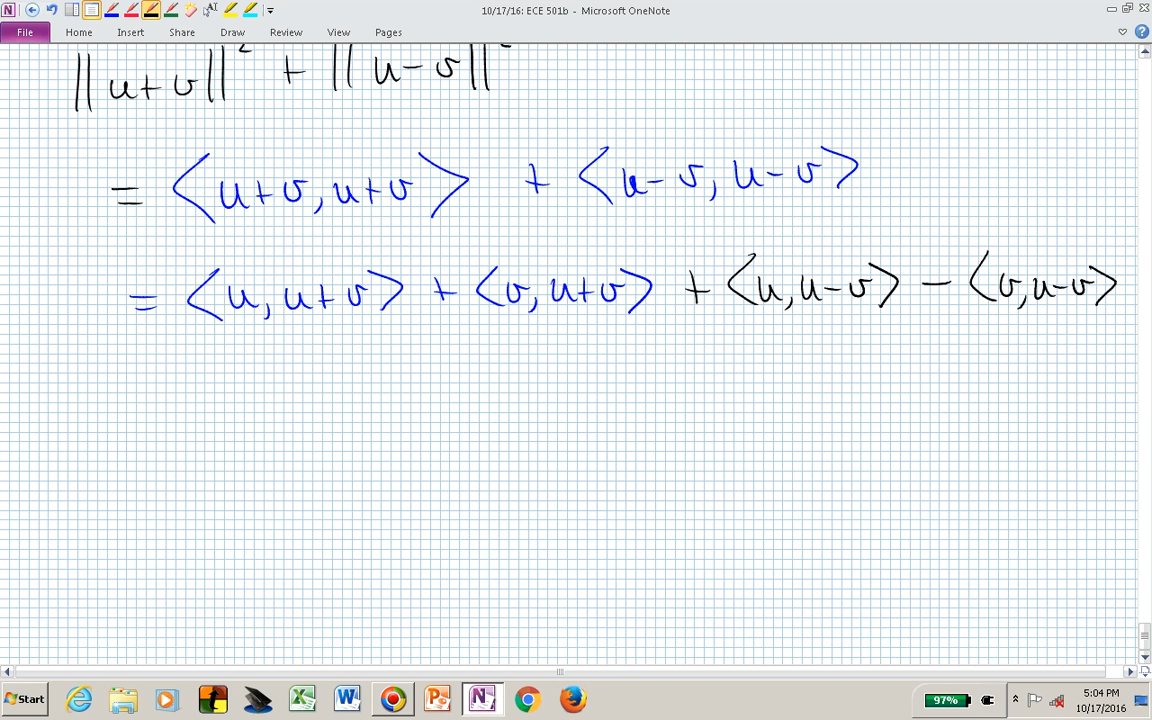 10/17/16: ECE 501b - Microsoft OneNote
File Home Insert Share Draw Review View Pages
||u+v||² + ||u-v||²
= <u+v, u+v> + <u-v, u-v>
= <u, u+v> + <v, u+v> + <u, u-v> - <v, u-v>
Start
97%
5:04 PM
10/17/2016